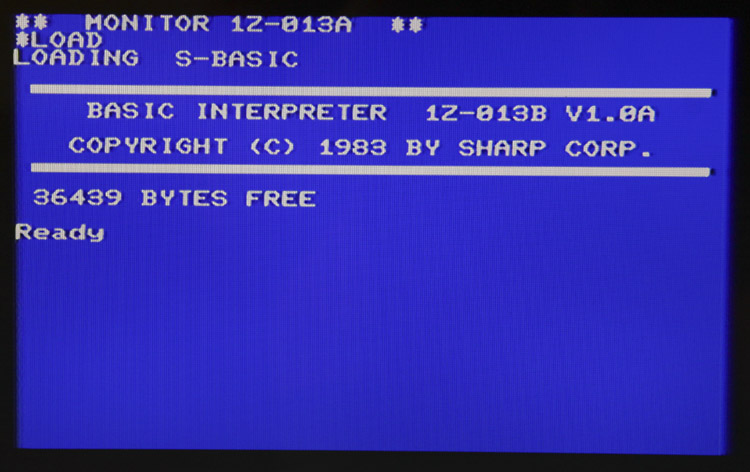 **  MONITOR 1Z-013A  **
*LOAD
LOADING  S-BASIC
BASIC INTERPRETER  1Z-013B V1.0A
COPYRIGHT (C) 1983 BY SHARP CORP.
36439 BYTES FREE
Ready